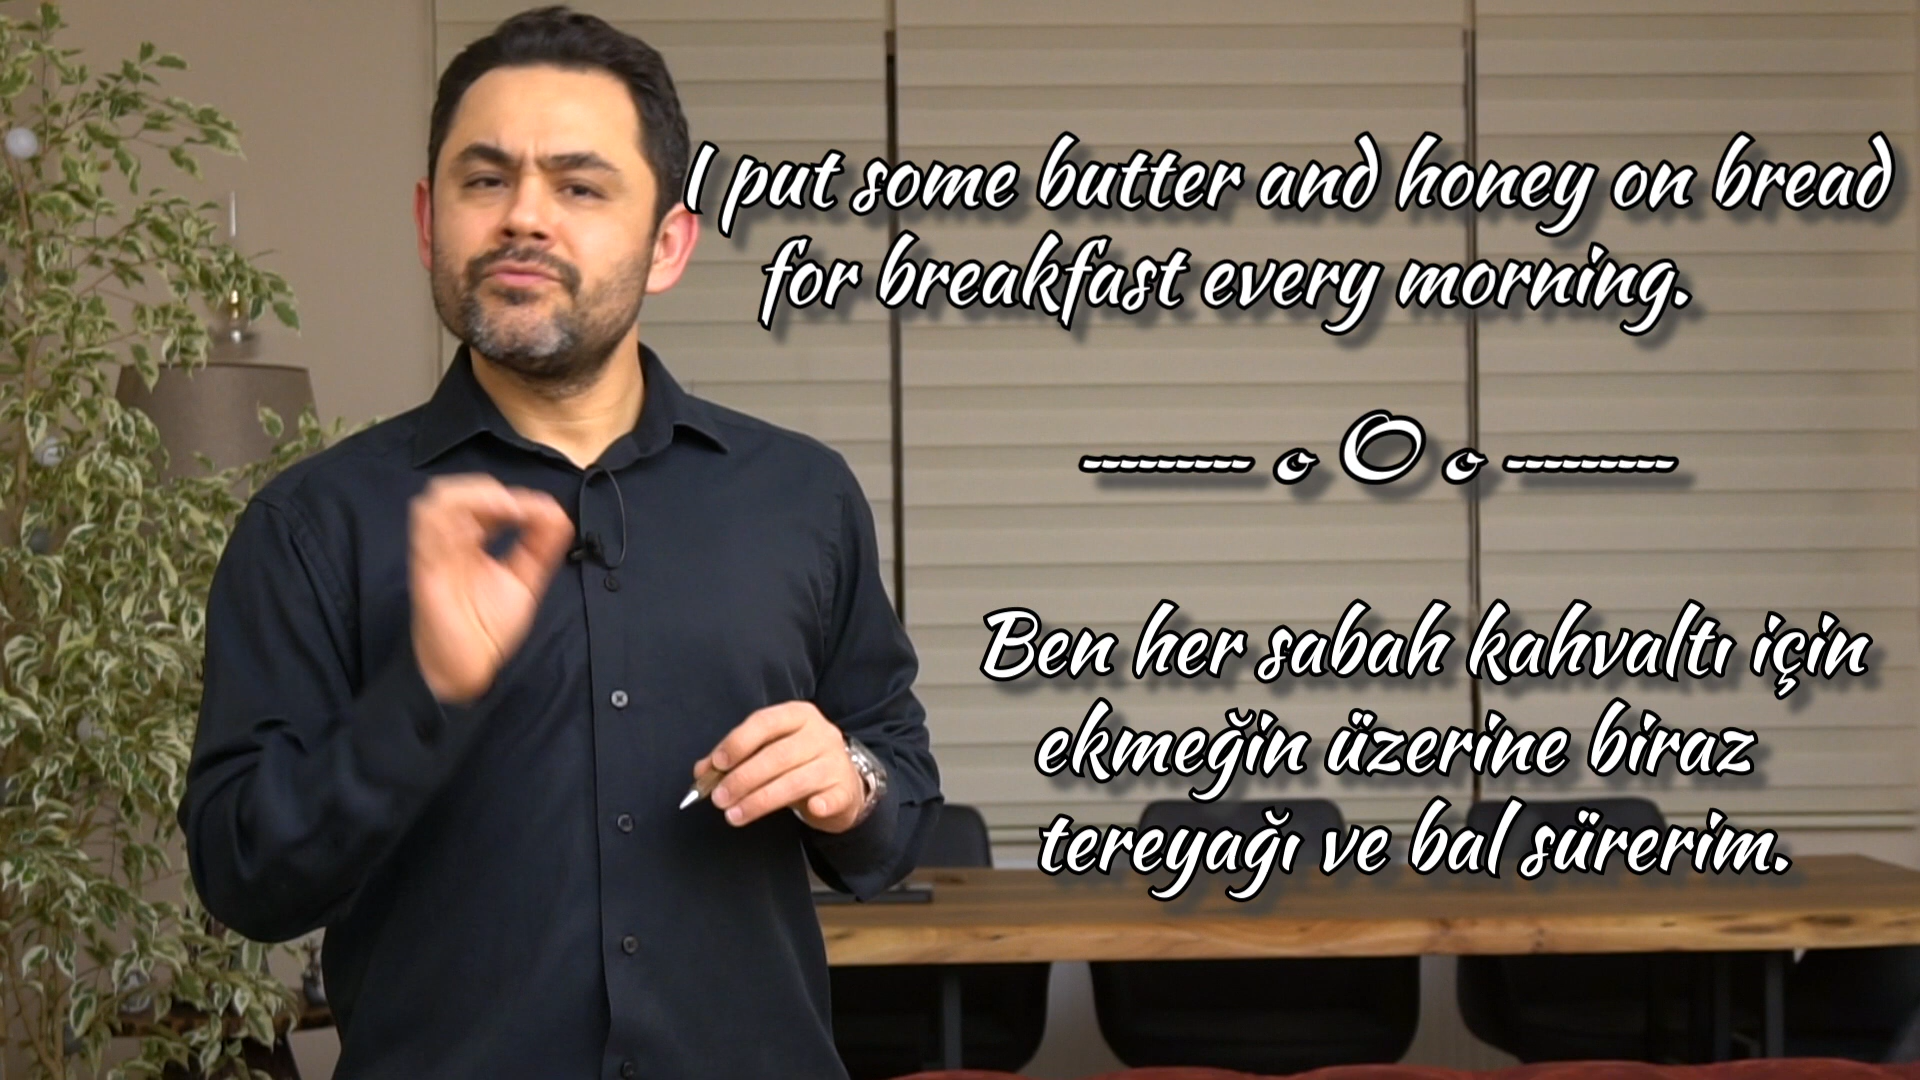 I put some butter and honey on bread
for breakfast every morning.
-------- o O o --------
Ben her sabah kahvaltı için
ekmeğin üzerine biraz
tereyağı ve bal sürerim.